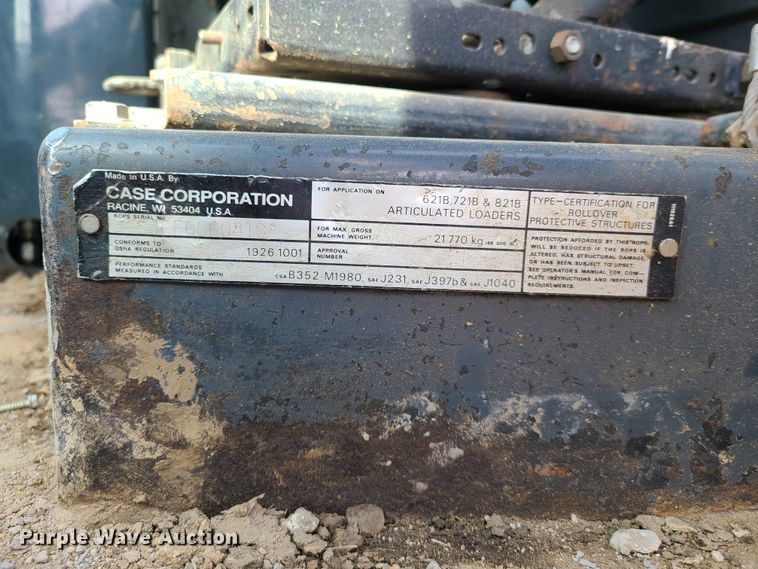 Made in U.S.A. By:
CASE CORPORATION
RACINE, WI 53404 U.S.A.
ROPS SERIAL
CONFORMS TO
OSHA REGULATION 1926.1001
PERFORMANCE STANDARDS
MEASURED IN ACCORDANCE WITH CSA B352-M1980, SAE J231, SAE J397b & SAE J1040
FOR APPLICATION ON 621B, 721B & 821B
ARTICULATED LOADERS
FOR MAX GROSS
MACHINE WEIGHT. 21 770 kg (48 000
APPROVAL
NUMBER
TYPE-CERTIFICATION FOR
ROLLOVER
PROTECTIVE STRUCTURES
PROTECTION AFFORDED BY THIS ROPS
WILL BE REDUCED IF THE ROPS IS
ALTERED, HAS STRUCTURAL DAMAGE,
OR HAS BEEN SUBJECT TO UPSET.
SEE OPERATOR'S MANUAL FOR COM-
PLETE INSTRUCTIONS AND INSPECTION
REQUIREMENTS.
Purple Wave Auction